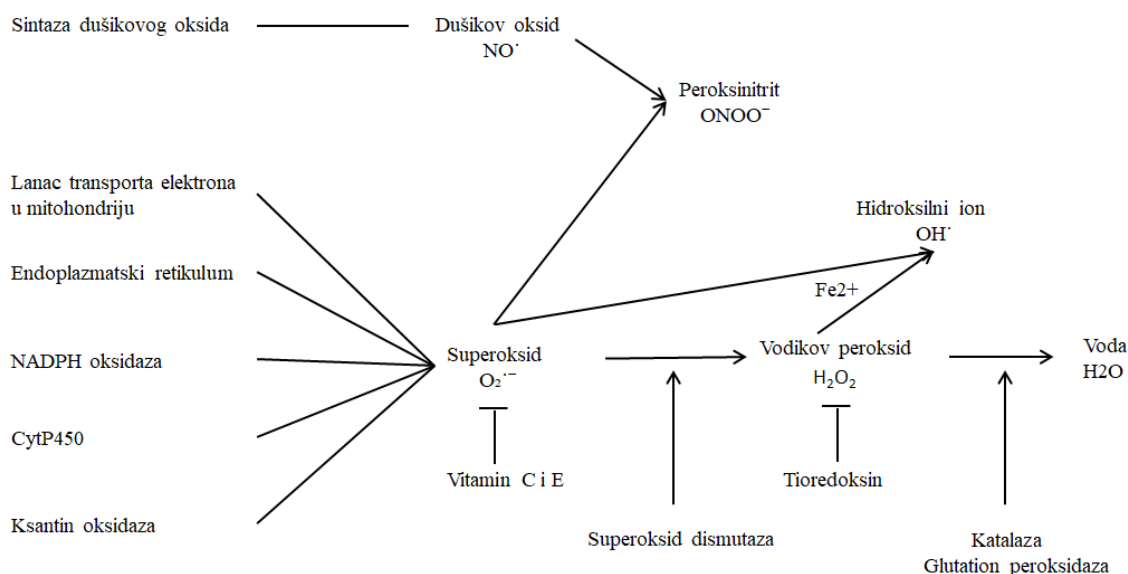 Sintaza dušikovog oksida
Dušikov oksid
NO˙
Peroksinitrit
ONOO⁻
Lanac transporta elektrona
u mitohondriju
Hidroksilni ion
OH˙
Endoplazmatski retikulum
Fe2+
NADPH oksidaza
Superoksid
O₂˙⁻
Vodikov peroksid
H₂O₂
Voda
H2O
CytP450
Vitamin C i E
Tioredoksin
Ksantin oksidaza
Superoksid dismutaza
Katalaza
Glutation peroksidaza